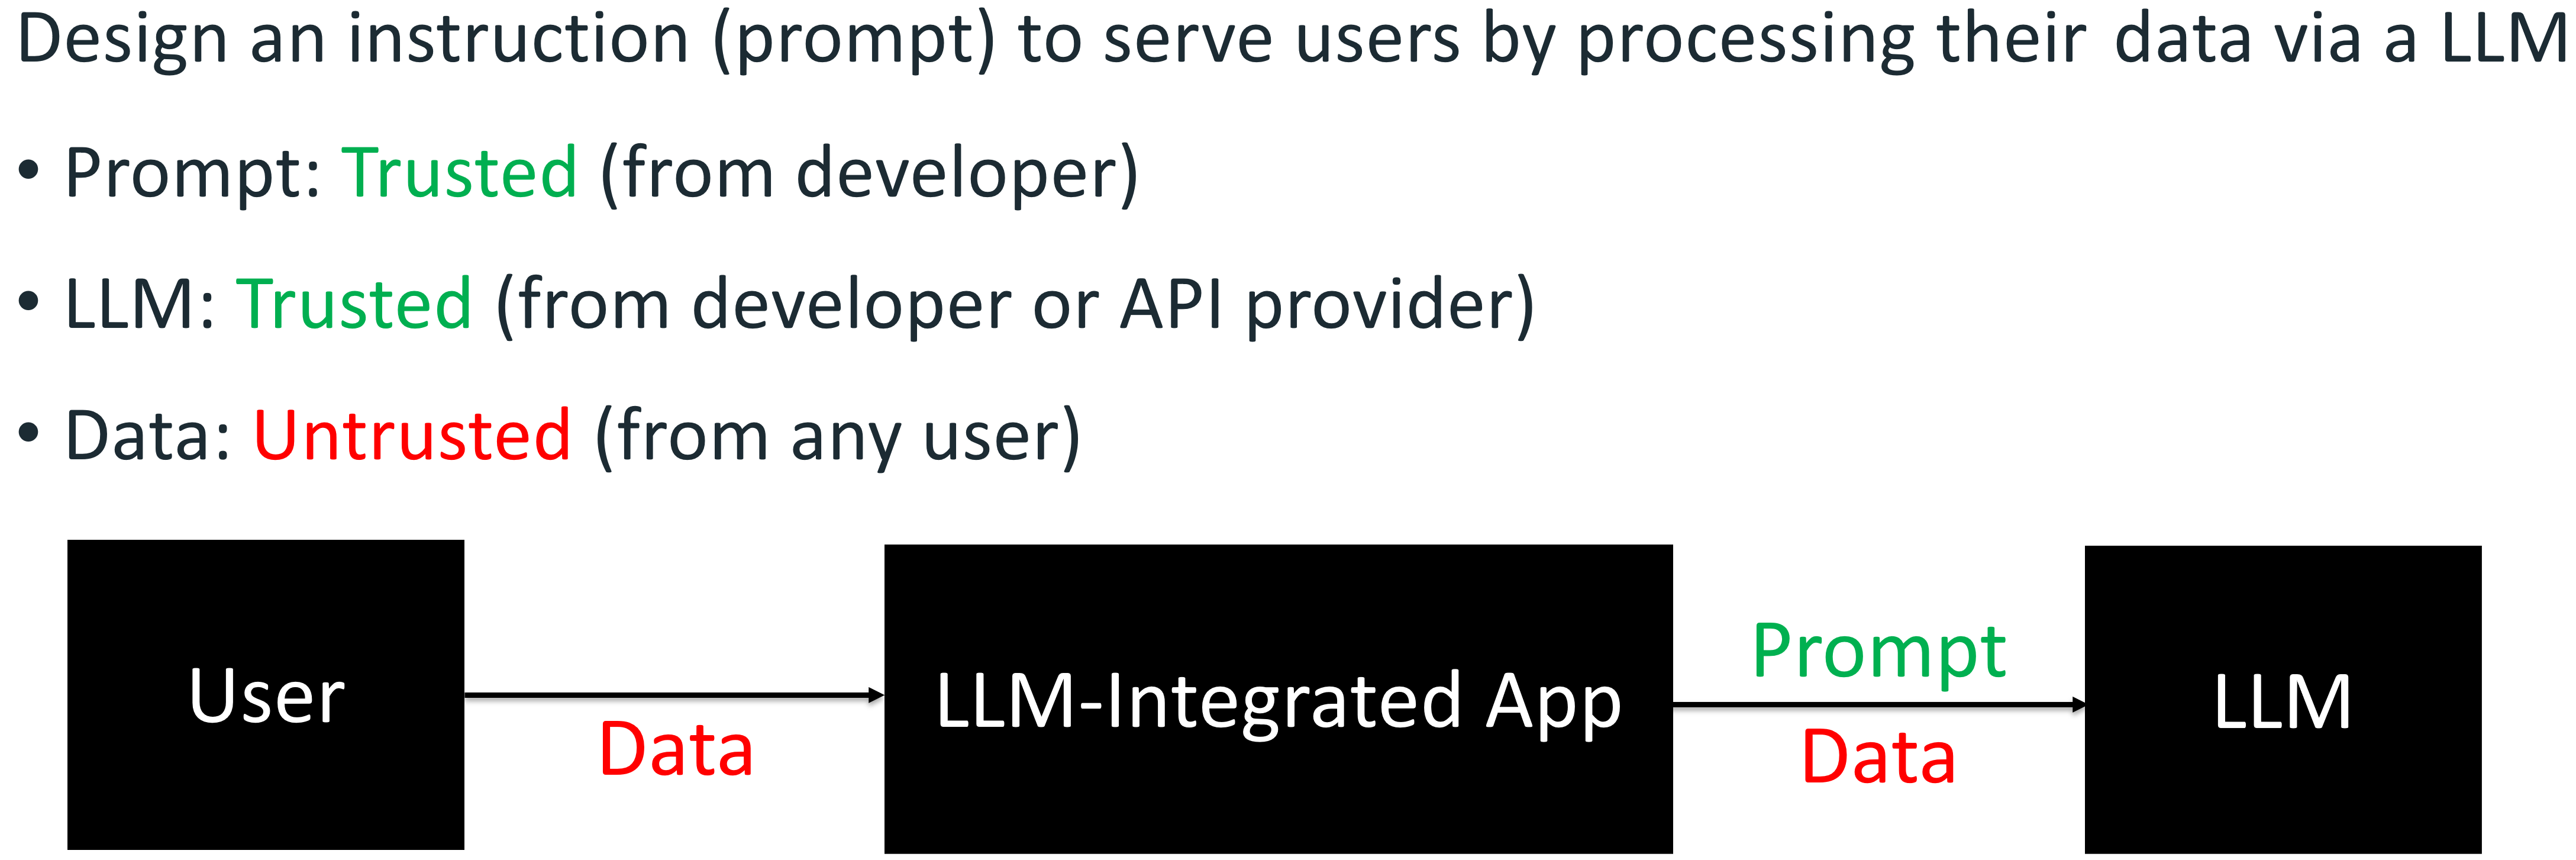 Design an instruction (prompt) to serve users by processing their data via a LLM
• Prompt: Trusted (from developer)
• LLM: Trusted (from developer or API provider)
• Data: Untrusted (from any user)
User
Data
LLM-Integrated App
Prompt
Data
LLM